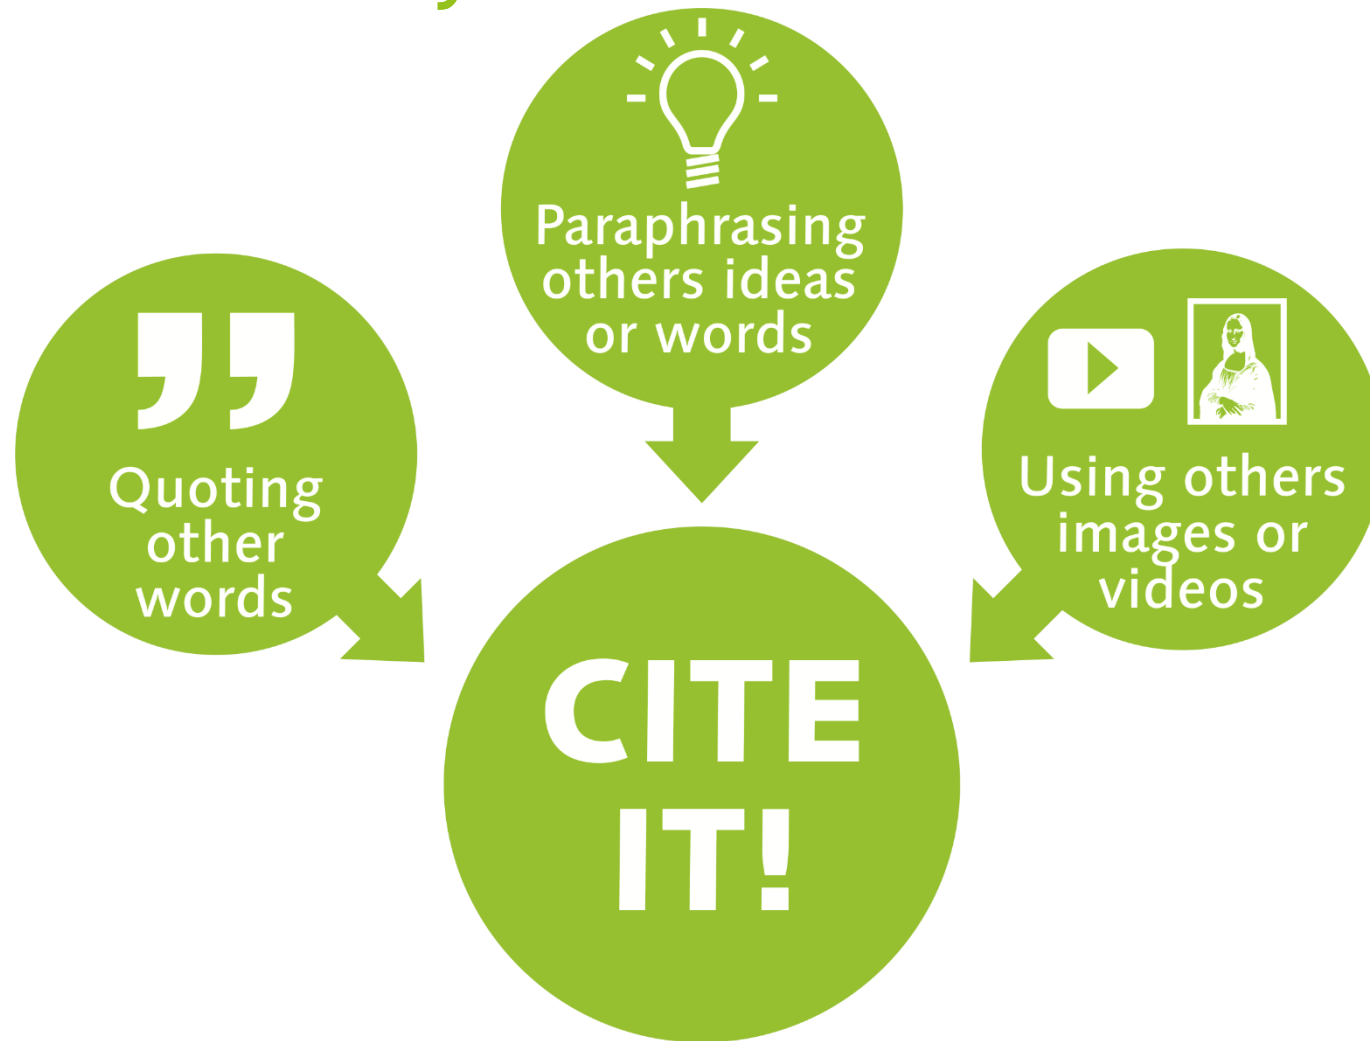 Paraphrasing
others ideas
or words
Quoting
other
words
Using others
images or
videos
CITE
IT!